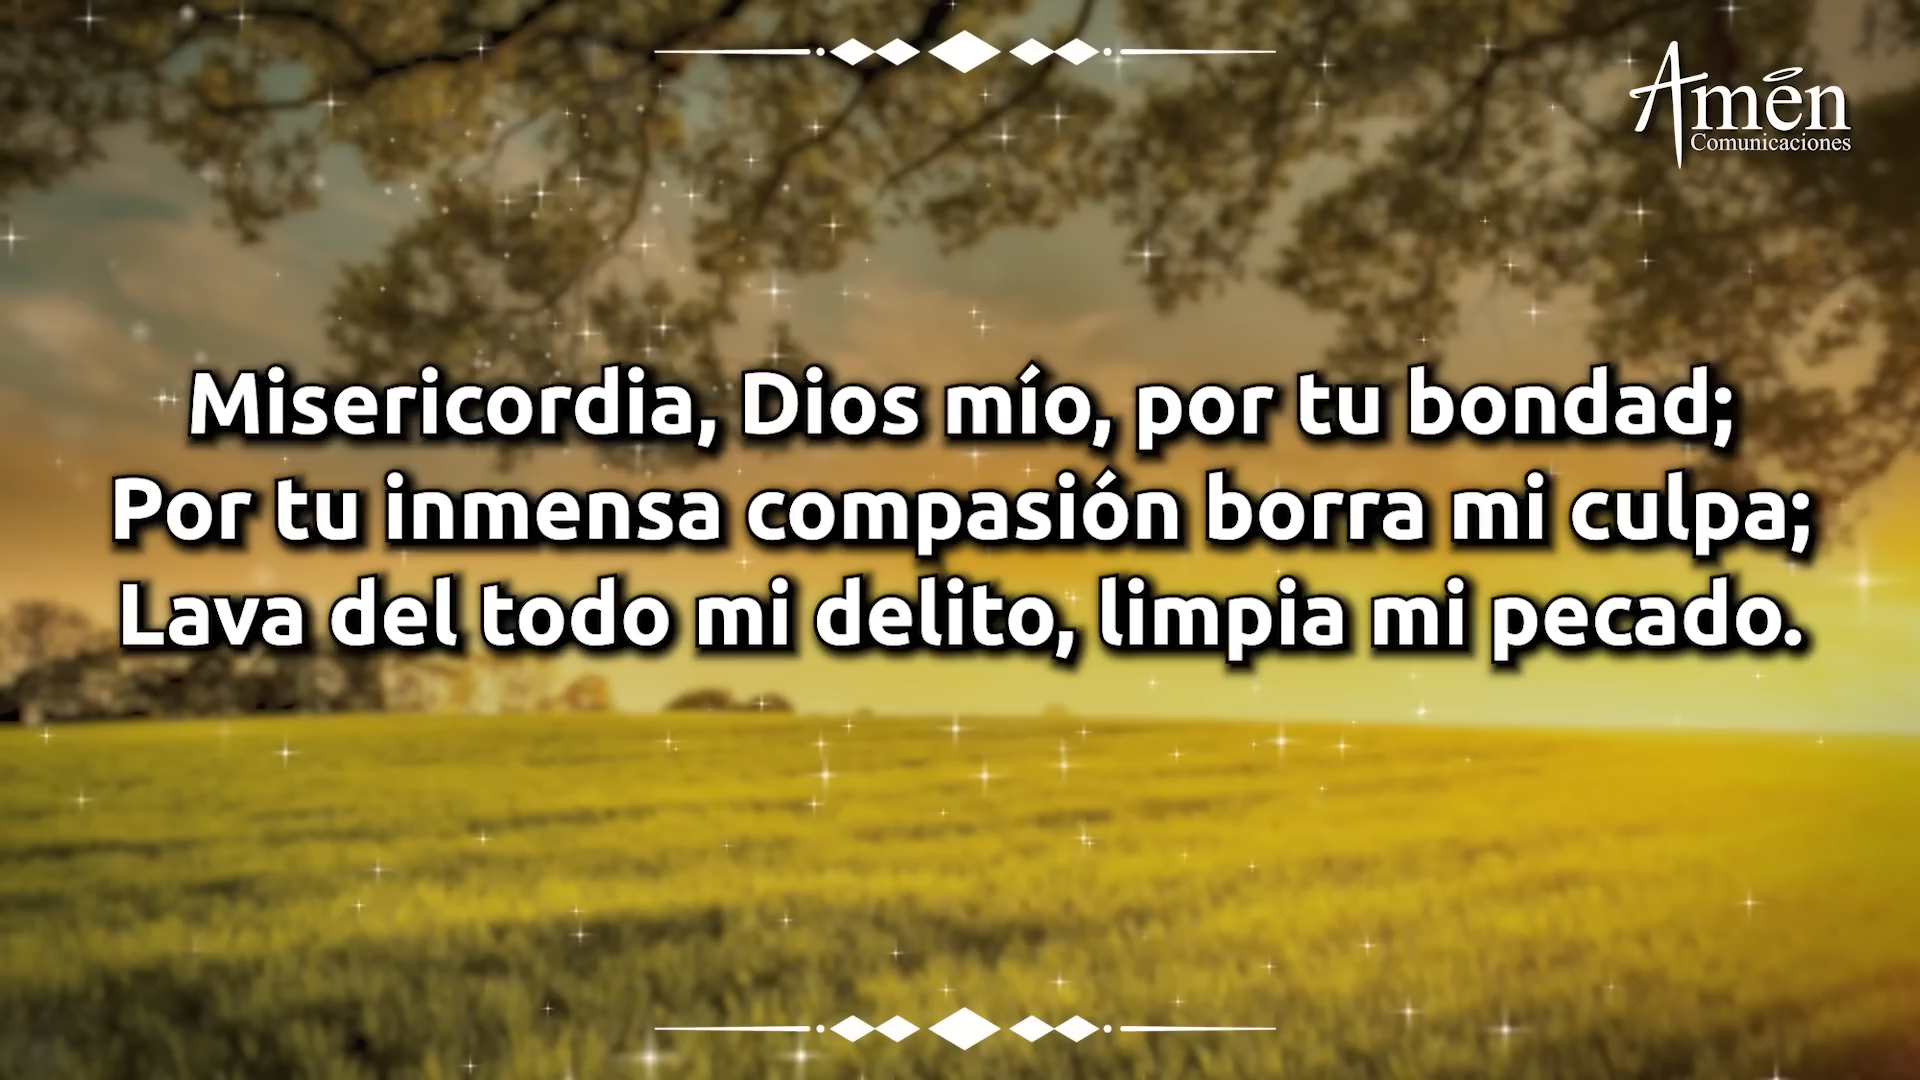 Amén
Comunicaciones
Misericordia, Dios mío, por tu bondad;
Por tu inmensa compasión borra mi culpa;
Lava del todo mi delito, limpia mi pecado.